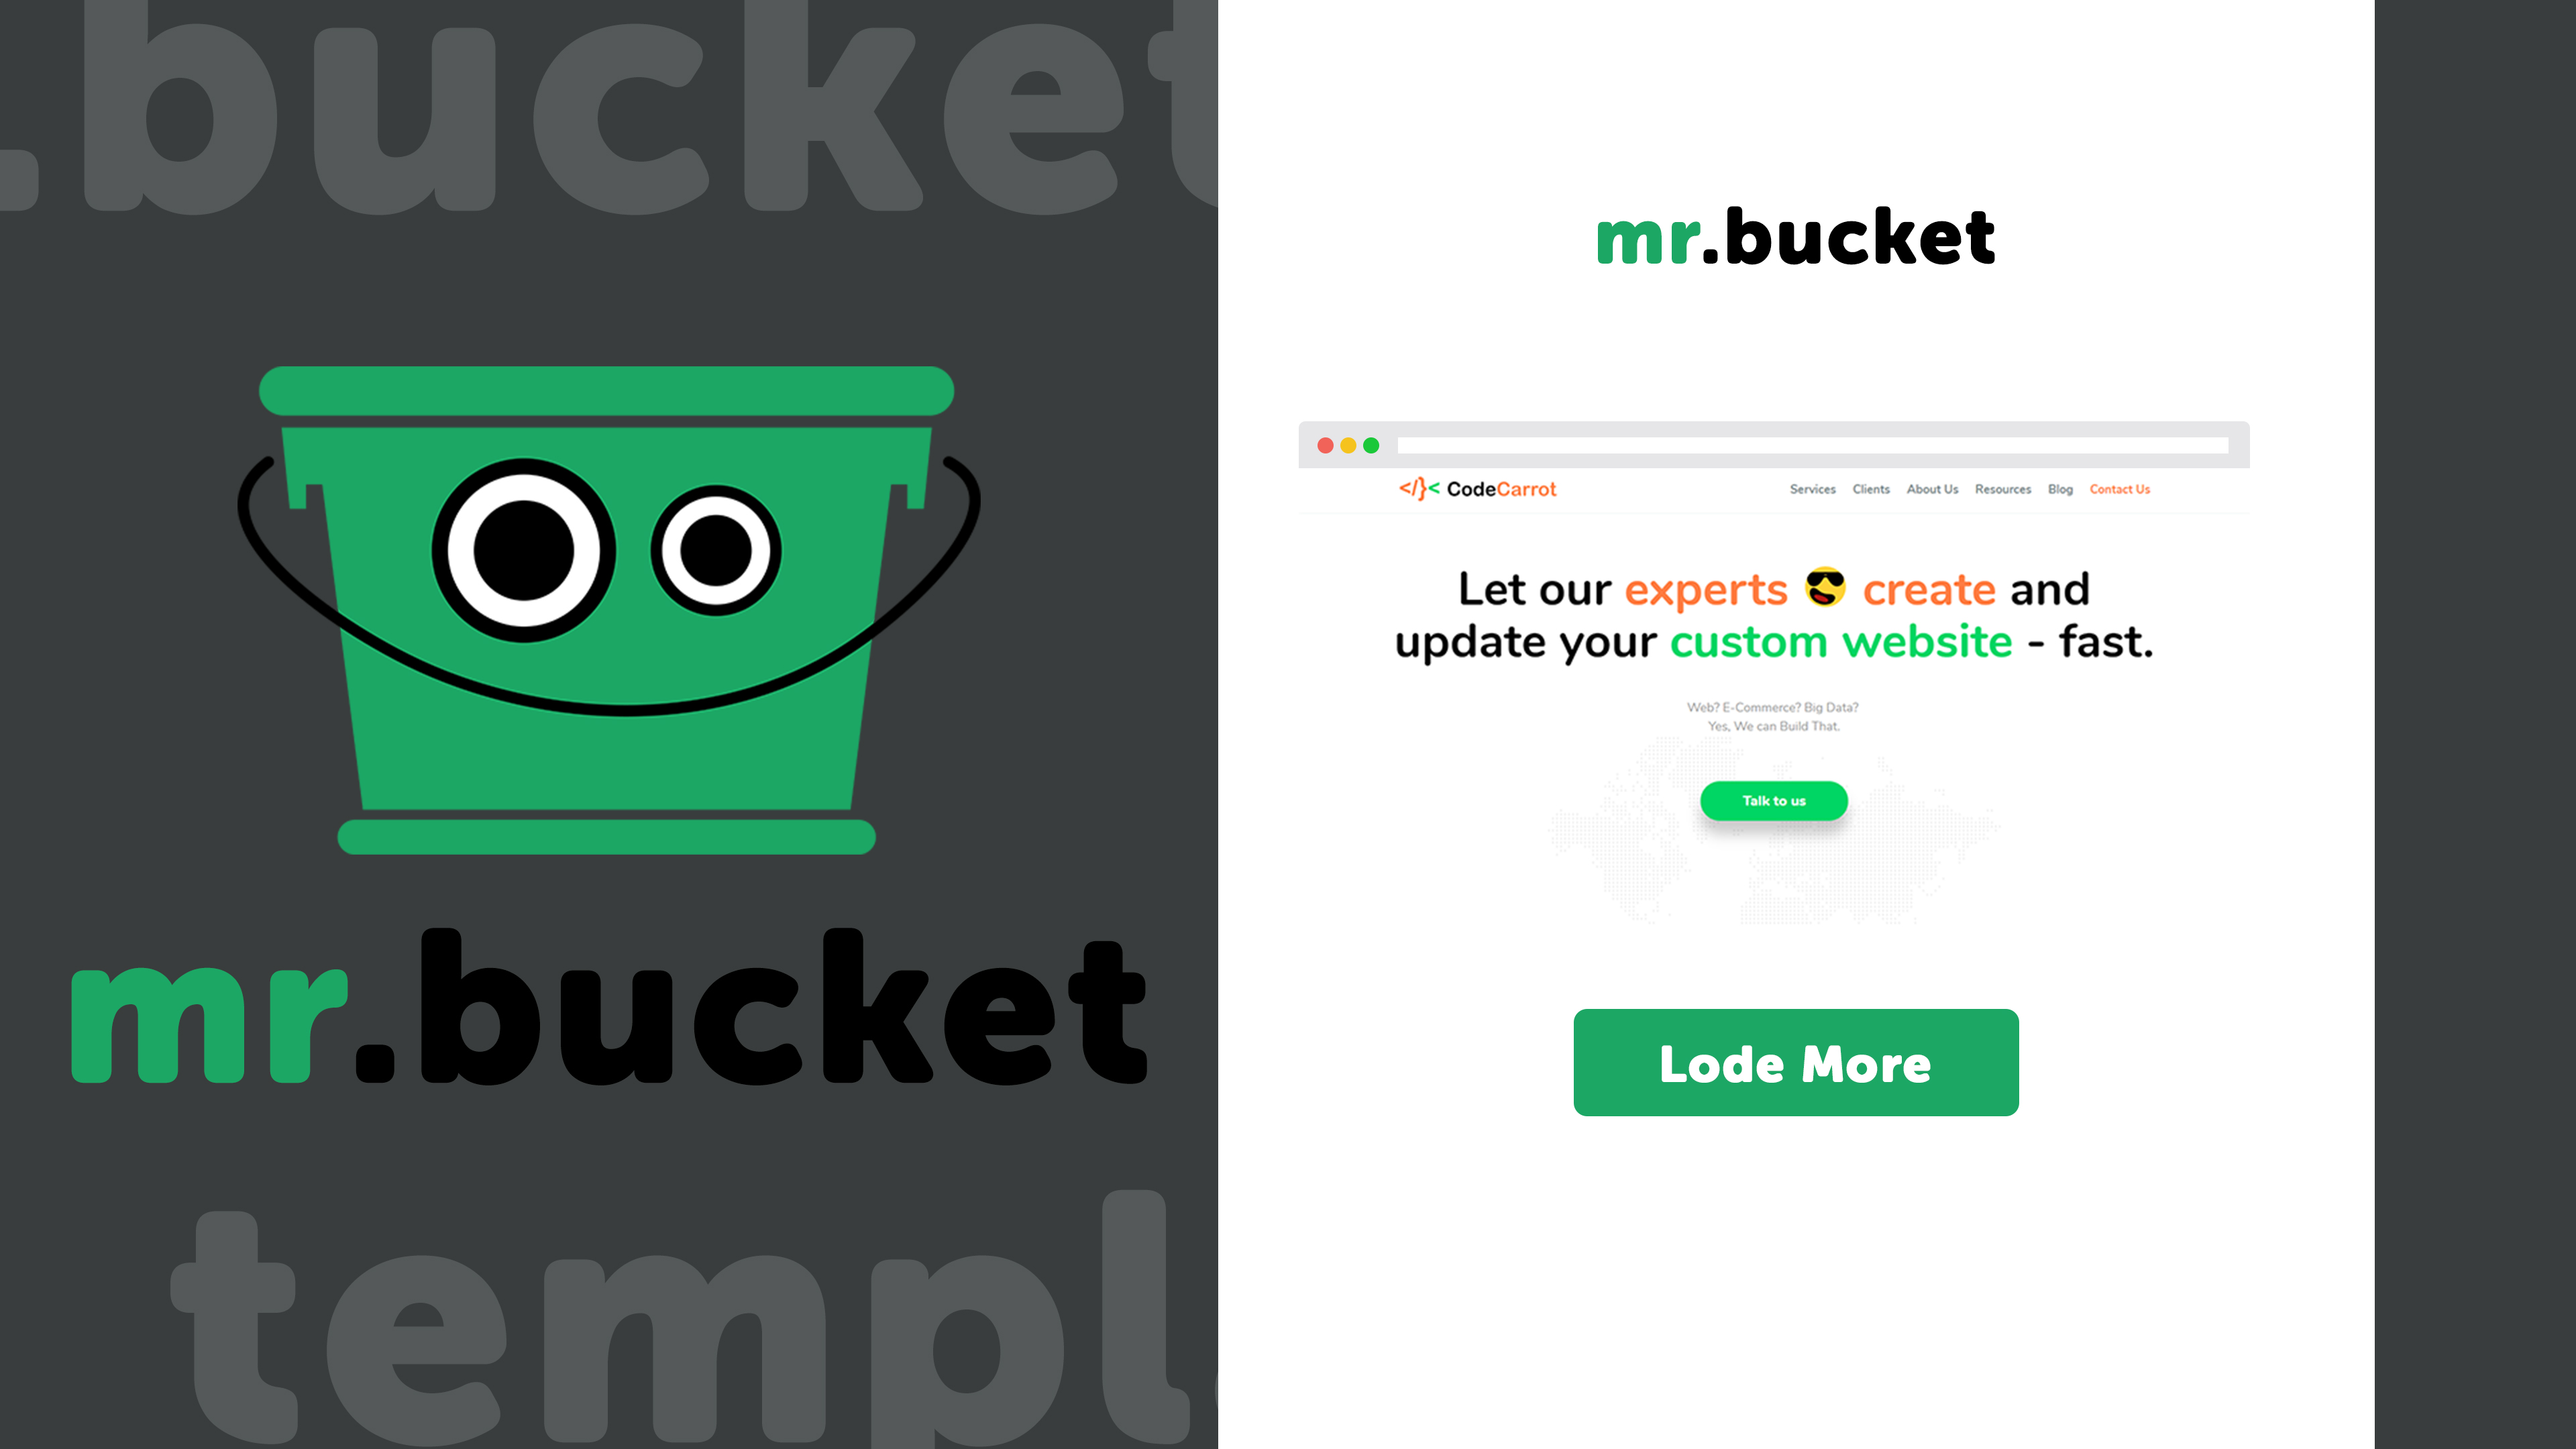 .bucket
mr.bucket
templ
mr.bucket
CodeCarrot
Services Clients About Us Resources Blog Contact Us
Let our experts 😎 create and
update your custom website - fast.
Web? E-Commerce? Big Data?
Yes, We can Build That.
Talk to us
Lode More